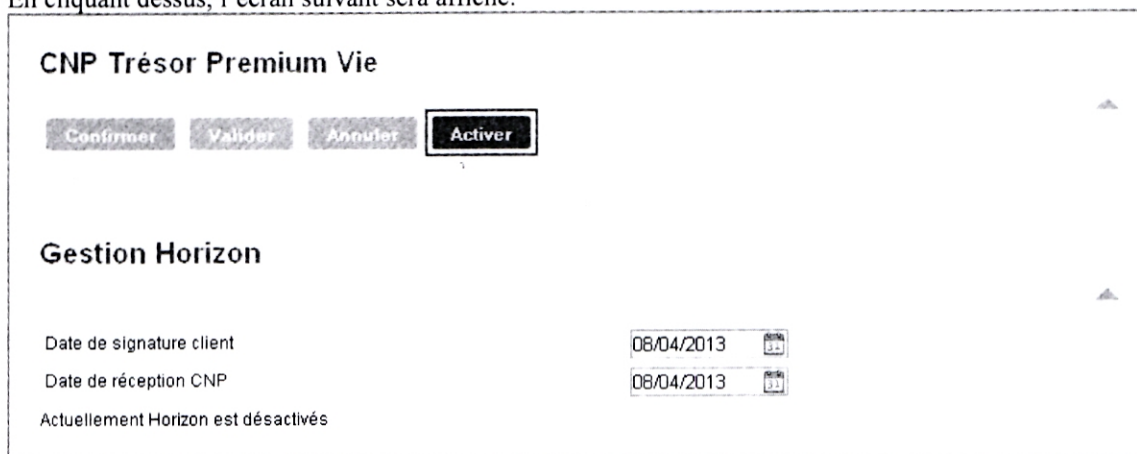 En cliquant dessus, l'écran suivant sera affiché:
CNP Trésor Premium Vie
Confirmer Valider Annuler Activer
Gestion Horizon
Date de signature client 08/04/2013
Date de réception CNP 08/04/2013
Actuellement Horizon est désactivés